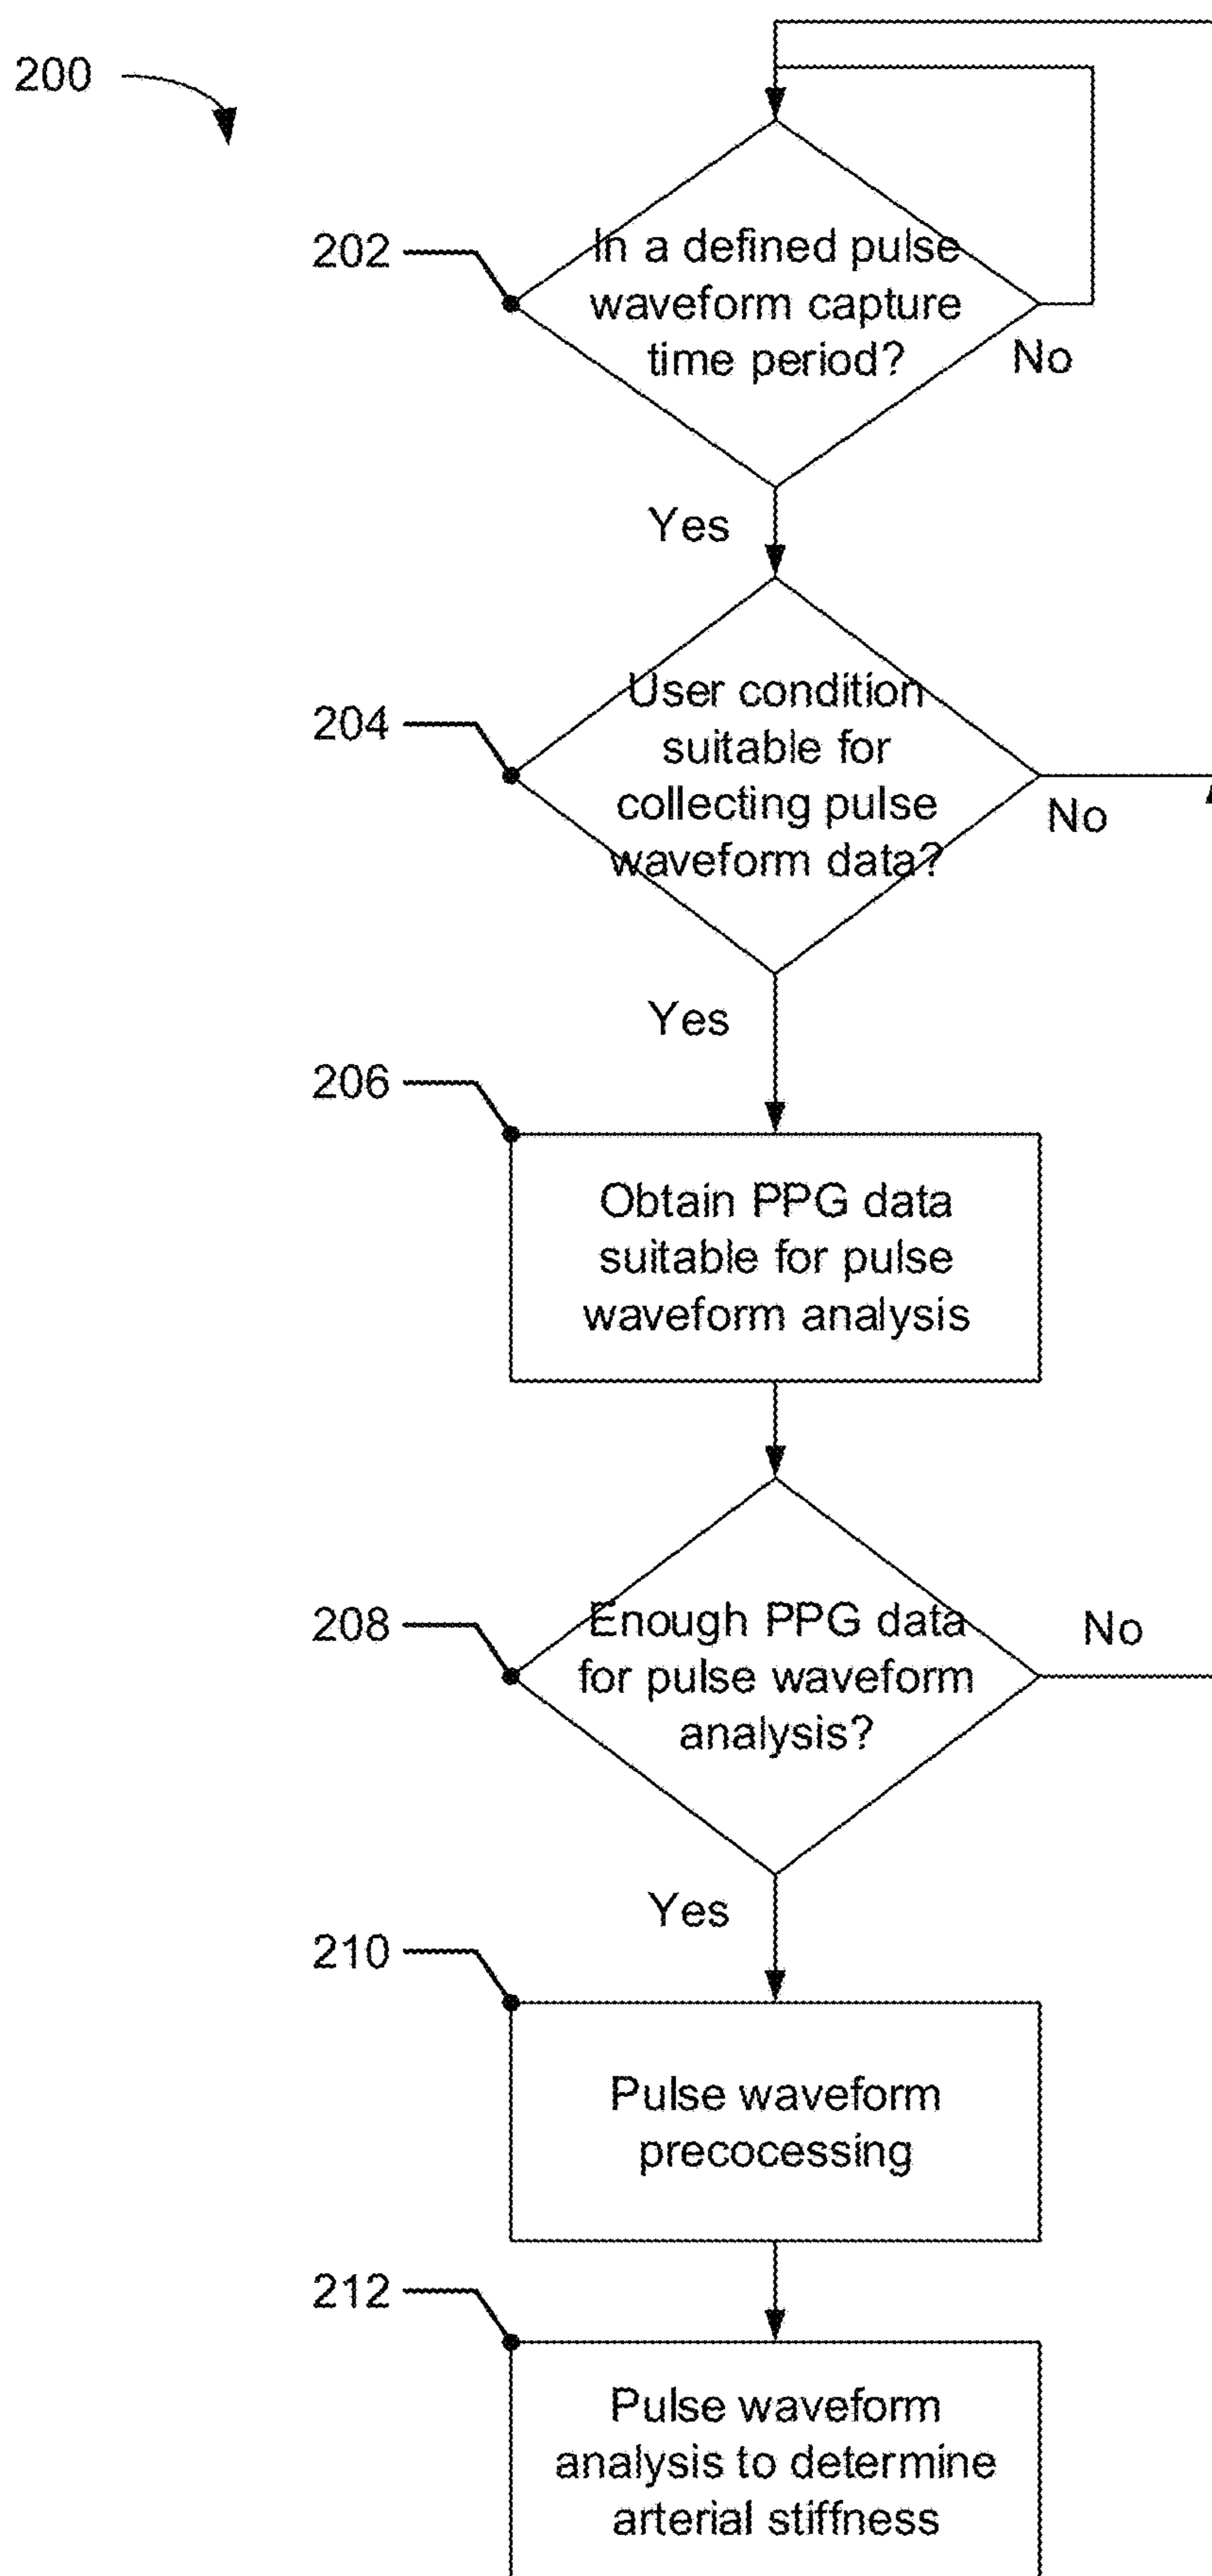 200
202
In a defined pulse
waveform capture
time period?
No
Yes
204
User condition
suitable for
collecting pulse
waveform data?
No
Yes
206
Obtain PPG data
suitable for pulse
waveform analysis
208
Enough PPG data
for pulse waveform
analysis?
No
Yes
210
Pulse waveform
precocessing
212
Pulse waveform
analysis to determine
arterial stiffness